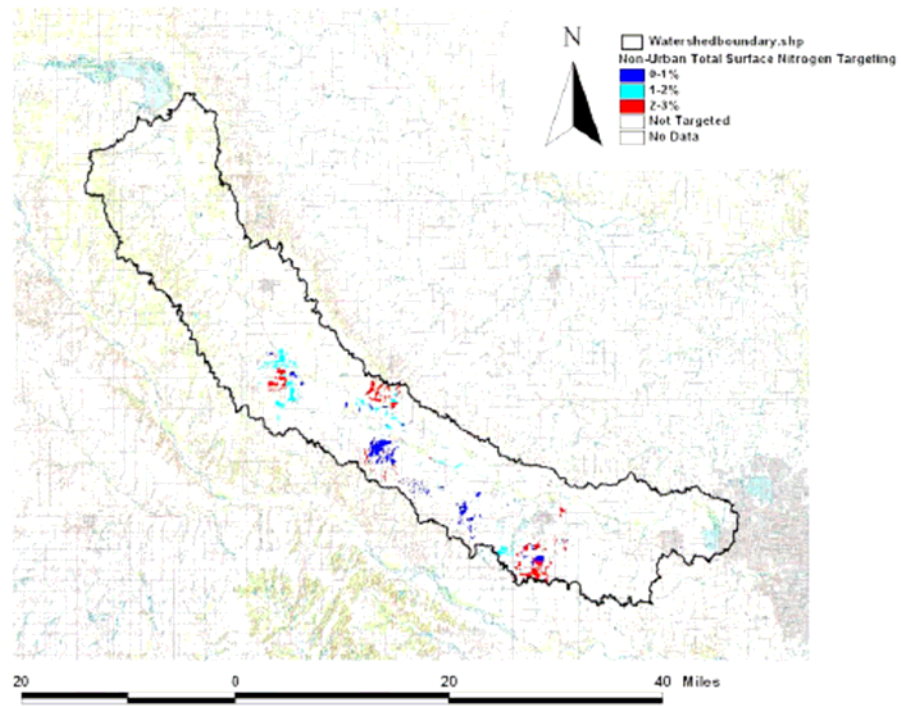 N
Watershedboundary.shp
Non-Urban Total Surface Nitrogen Targeting
0-1%
1-2%
2-3%
Not Targeted
No Data
20 0 20 40 Miles